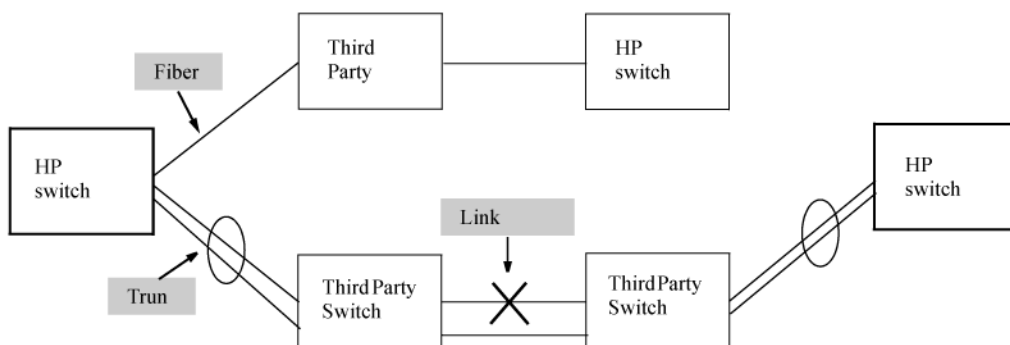 Third
Party
HP
switch
Fiber
HP
switch
HP
switch
Link
Third Party
Switch
Third Party
Switch
Trun